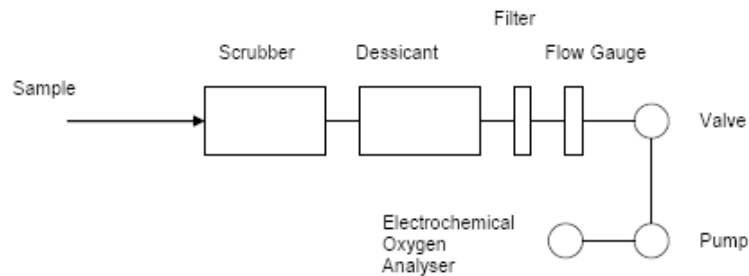 Filter
Scrubber
Dessicant
Flow Gauge
Sample
Valve
Electrochemical
Oxygen
Analyser
Pump